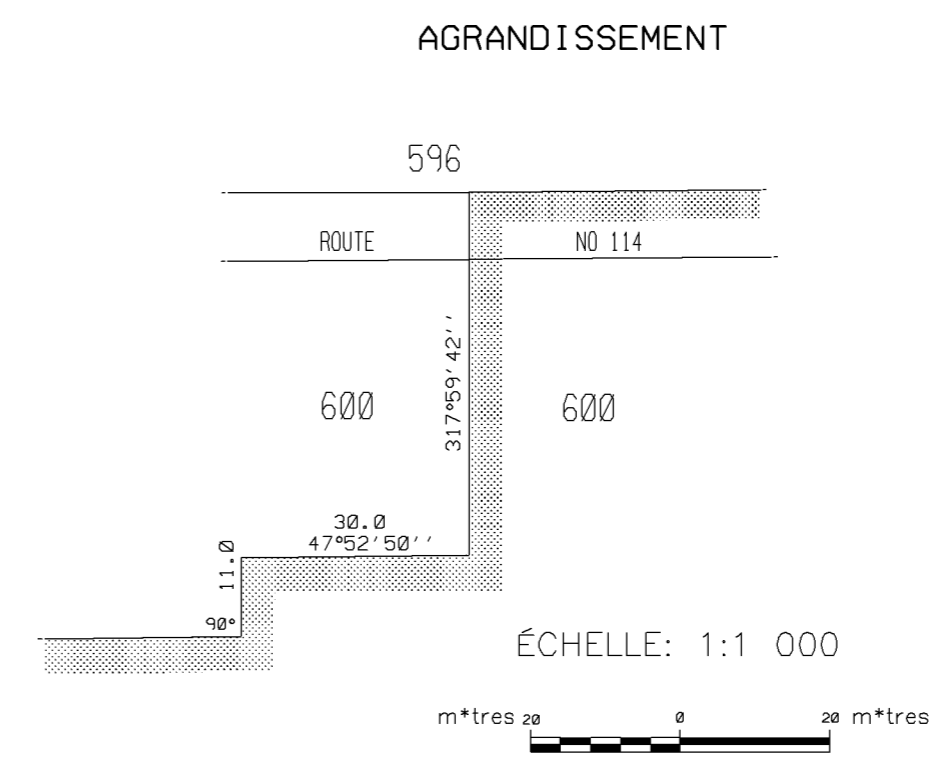 AGRANDISSEMENT
596
ROUTE NO 114
317°59'42''
600 600
30.0
47°52'50''
11.0
90°
ÉCHELLE: 1:1 000
m*tres 20 0 20 m*tres